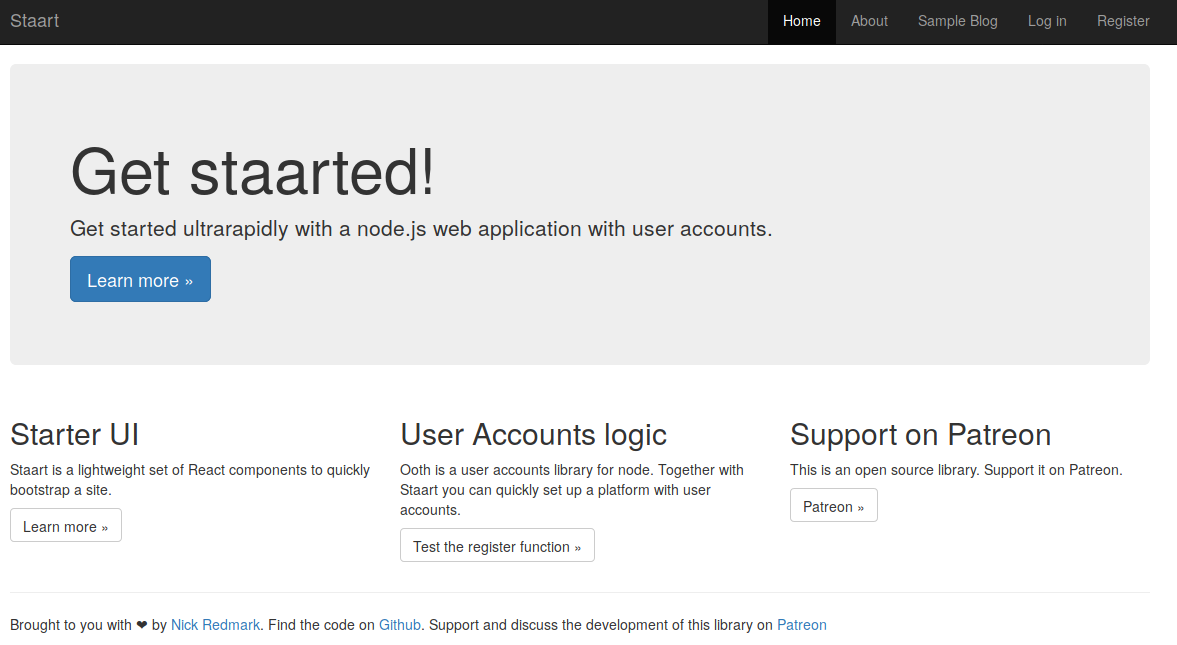 Staart
Home
About
Sample Blog
Log in
Register
Get staarted!
Get started ultrarapidly with a node.js web application with user accounts.
Learn more »
Starter UI
Staart is a lightweight set of React components to quickly
bootstrap a site.
Learn more »
User Accounts logic
Ooth is a user accounts library for node. Together with
Staart you can quickly set up a platform with user
accounts.
Test the register function »
Support on Patreon
This is an open source library. Support it on Patreon.
Patreon »
Brought to you with ❤ by Nick Redmark. Find the code on Github. Support and discuss the development of this library on Patreon